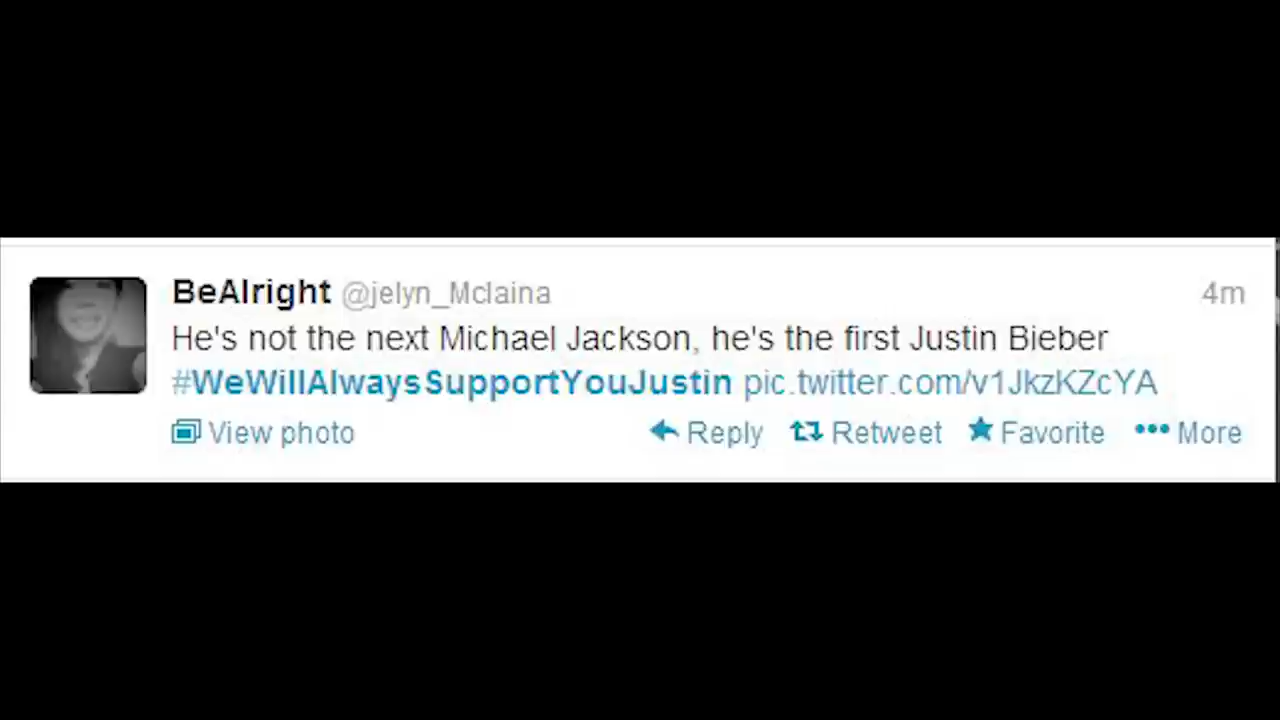 BeAlright @jelyn_Mclaina 4m
He's not the next Michael Jackson, he's the first Justin Bieber
#WeWillAlwaysSupportYouJustin pic.twitter.com/v1JkzKZcYA
View photo Reply Retweet Favorite More